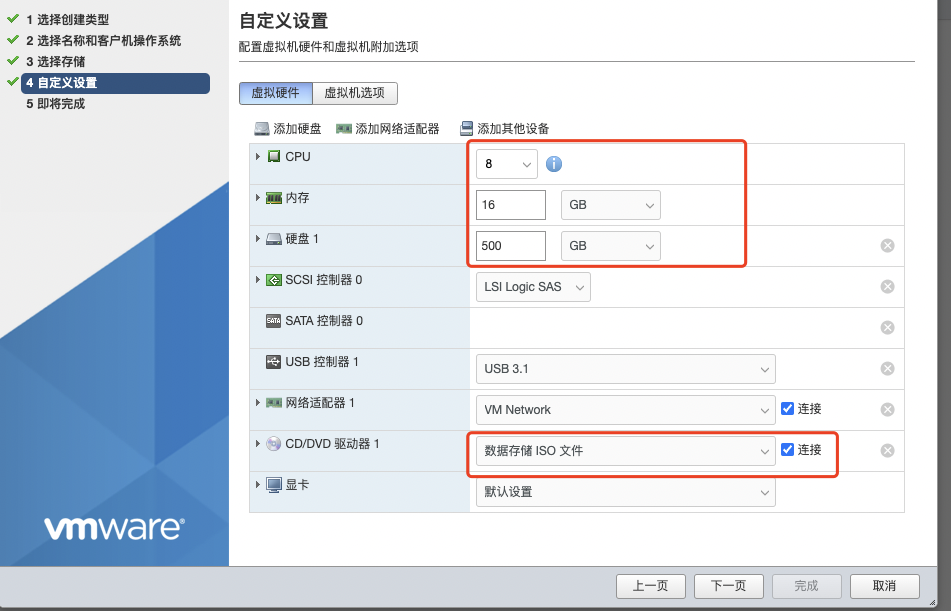 1 选择创建类型
2 选择名称和客户机操作系统
3 选择存储
4 自定义设置
5 即将完成
vmware®
自定义设置
配置虚拟机硬件和虚拟机附加选项
虚拟硬件 虚拟机选项
添加硬盘 添加网络适配器 添加其他设备
CPU 8
内存 16 GB
硬盘 1 500 GB
SCSI 控制器 0 LSI Logic SAS
SATA SATA 控制器 0
USB 控制器 1 USB 3.1
网络适配器 1 VM Network 连接
CD/DVD 驱动器 1 数据存储 ISO 文件 连接
显卡 默认设置
上一页 下一页 完成 取消